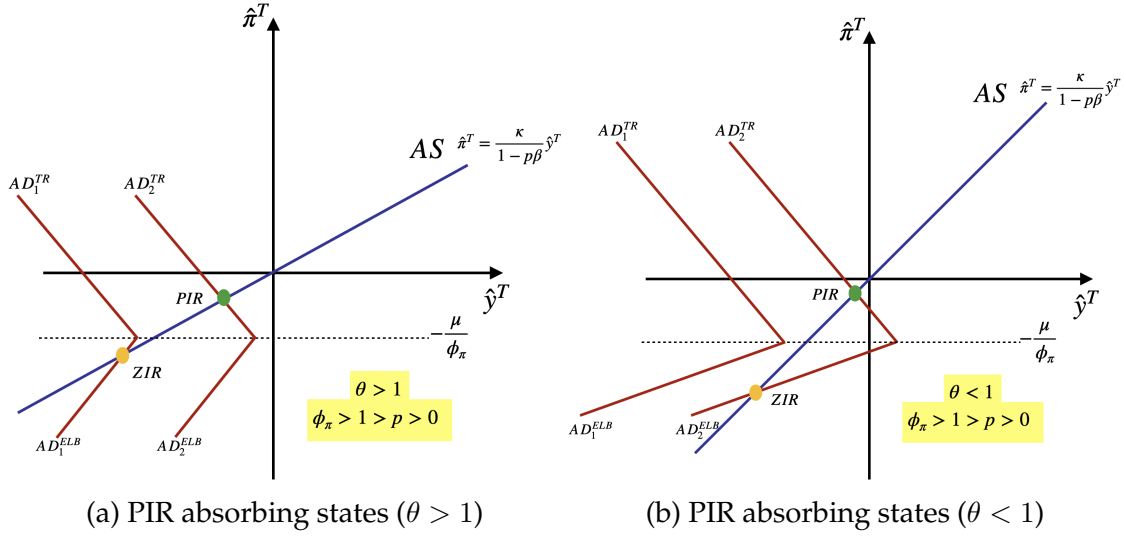 π̂^T
AS π̂^T = κ/(1 − pβ) ŷ^T
AD_1^{TR}
AD_2^{TR}
PIR
ŷ^T
−μ/ϕ_π
ZIR
θ > 1
ϕ_π > 1 > p > 0
AD_1^{ELB}
AD_2^{ELB}
(a) PIR absorbing states (θ > 1)
π̂^T
AS π̂^T = κ/(1 − pβ) ŷ^T
AD_1^{TR}
AD_2^{TR}
PIR
ŷ^T
−μ/ϕ_π
ZIR
θ < 1
ϕ_π > 1 > p > 0
AD_1^{ELB}
AD_2^{ELB}
(b) PIR absorbing states (θ < 1)